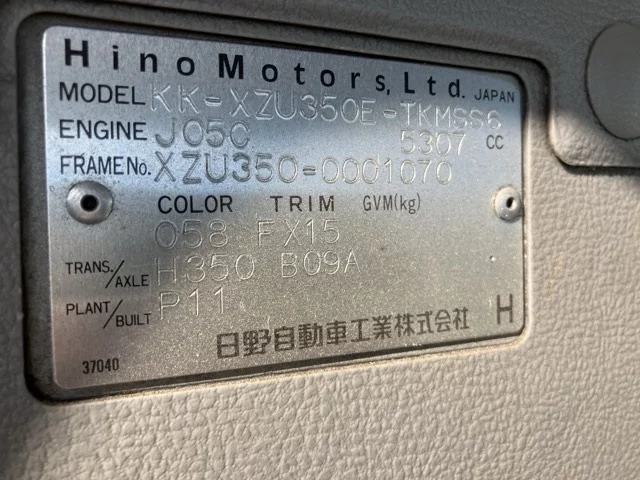 Hino Motors, Ltd. JAPAN
MODEL KK-XZU350E-TKMSS6
ENGINE J05C 5307 CC
FRAME No. XZU350-0001070
COLOR TRIM GVM(kg)
058 FX15
TRANS./AXLE H350 B09A
PLANT/BUILT P11
日野自動車工業株式会社 H
37040